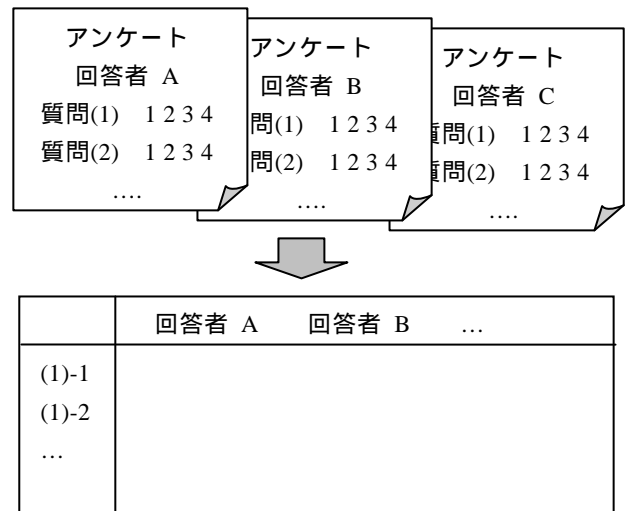 アンケート
回答者 A
質問(1) 1 2 3 4
質問(2) 1 2 3 4
….
アンケート
回答者 B
問(1) 1 2 3 4
問(2) 1 2 3 4
….
アンケート
回答者 C
質問(1) 1 2 3 4
質問(2) 1 2 3 4
….
回答者 A 回答者 B …
(1)-1
(1)-2
…